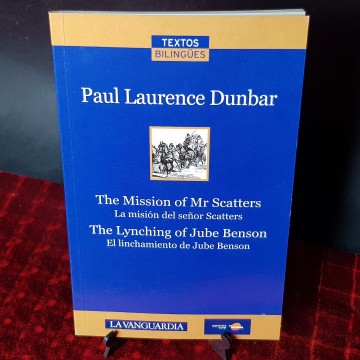 TEXTOS
BILINGÜES
Paul Laurence Dunbar
The Mission of Mr Scatters
La misión del señor Scatters
The Lynching of Jube Benson
El linchamiento de Jube Benson
LAVANGUARDIA